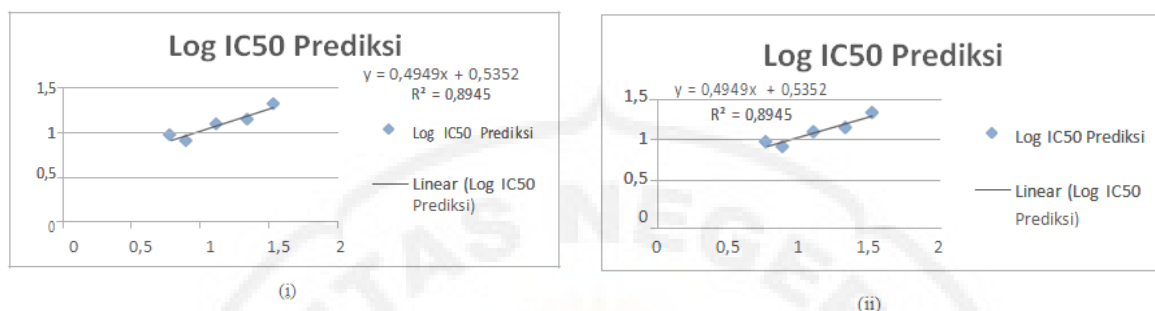 Log IC50 Prediksi
y = 0,4949x + 0,5352
R² = 0,8945
1,5
1
0,5
0
0 0,5 1 1,5 2
Log IC50 Prediksi
Linear (Log IC50
Prediksi)
(i)
Log IC50 Prediksi
y = 0,4949x + 0,5352
R² = 0,8945
1,5
1
0,5
0
0 0,5 1 1,5 2
Log IC50 Prediksi
Linear (Log IC50
Prediksi)
(ii)
ITAS NEGER